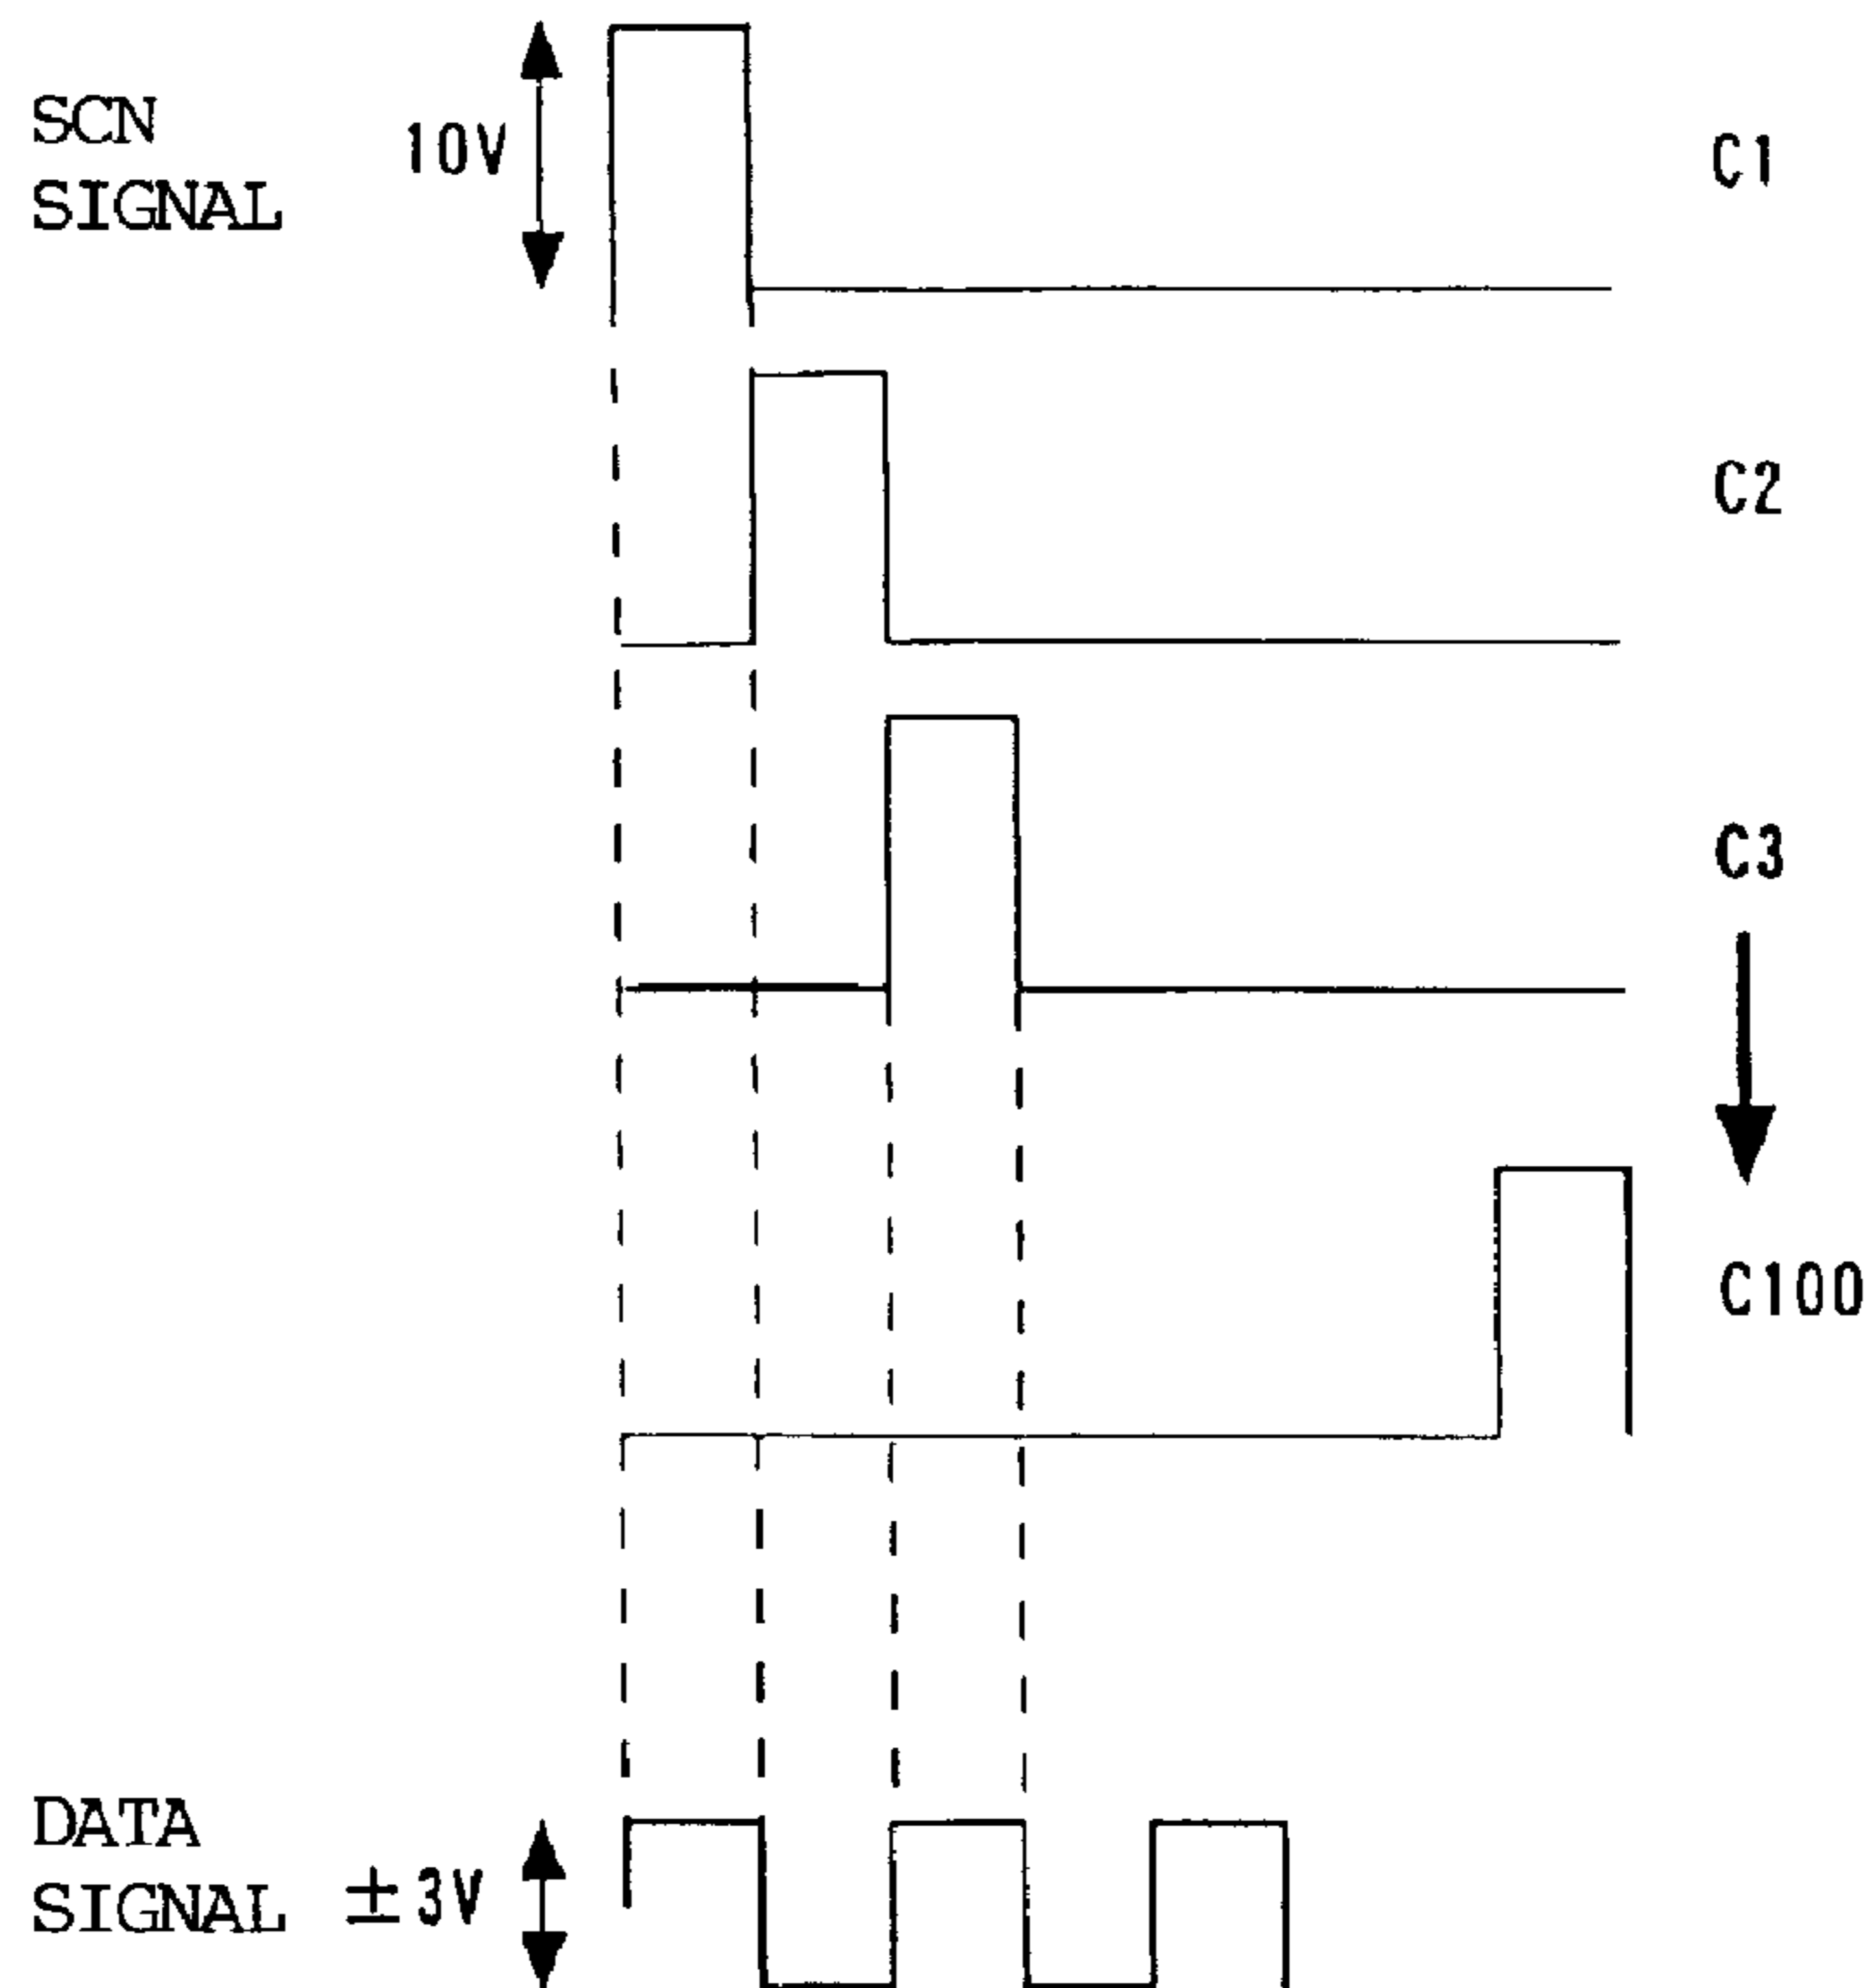 SCN
SIGNAL
10V
C1
C2
C3
C100
DATA
SIGNAL
±3V